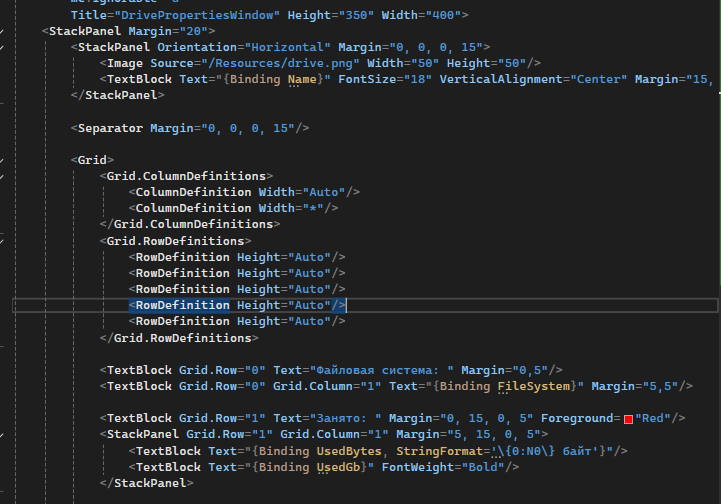 Title="DrivePropertiesWindow" Height="350" Width="400">
<StackPanel Margin="20">
<StackPanel Orientation="Horizontal" Margin="0, 0, 0, 15">
<Image Source="/Resources/drive.png" Width="50" Height="50"/>
<TextBlock Text="{Binding Name}" FontSize="18" VerticalAlignment="Center" Margin="15,
</StackPanel>
<Separator Margin="0, 0, 0, 15"/>
<Grid>
<Grid.ColumnDefinitions>
<ColumnDefinition Width="Auto"/>
<ColumnDefinition Width="*"/>
</Grid.ColumnDefinitions>
<Grid.RowDefinitions>
<RowDefinition Height="Auto"/>
<RowDefinition Height="Auto"/>
<RowDefinition Height="Auto"/>
<RowDefinition Height="Auto"/>
<RowDefinition Height="Auto"/>
</Grid.RowDefinitions>
<TextBlock Grid.Row="0" Text="Файловая система: " Margin="0,5"/>
<TextBlock Grid.Row="0" Grid.Column="1" Text="{Binding FileSystem}" Margin="5,5"/>
<TextBlock Grid.Row="1" Text="Занято: " Margin="0, 15, 0, 5" Foreground="Red"/>
<StackPanel Grid.Row="1" Grid.Column="1" Margin="5, 15, 0, 5">
<TextBlock Text="{Binding UsedBytes, StringFormat='\{0:N0\} байт'}"/>
<TextBlock Text="{Binding UsedGb}" FontWeight="Bold"/>
</StackPanel>